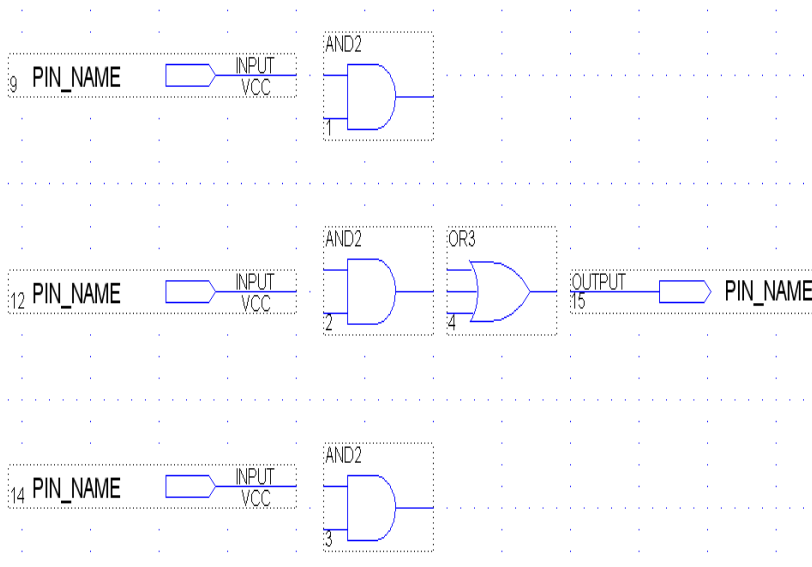 AND2
INPUT
9 PIN_NAME
VCC
1
AND2
OR3
INPUT
OUTPUT
12 PIN_NAME
VCC
2
4
15
PIN_NAME
AND2
INPUT
14 PIN_NAME
VCC
3